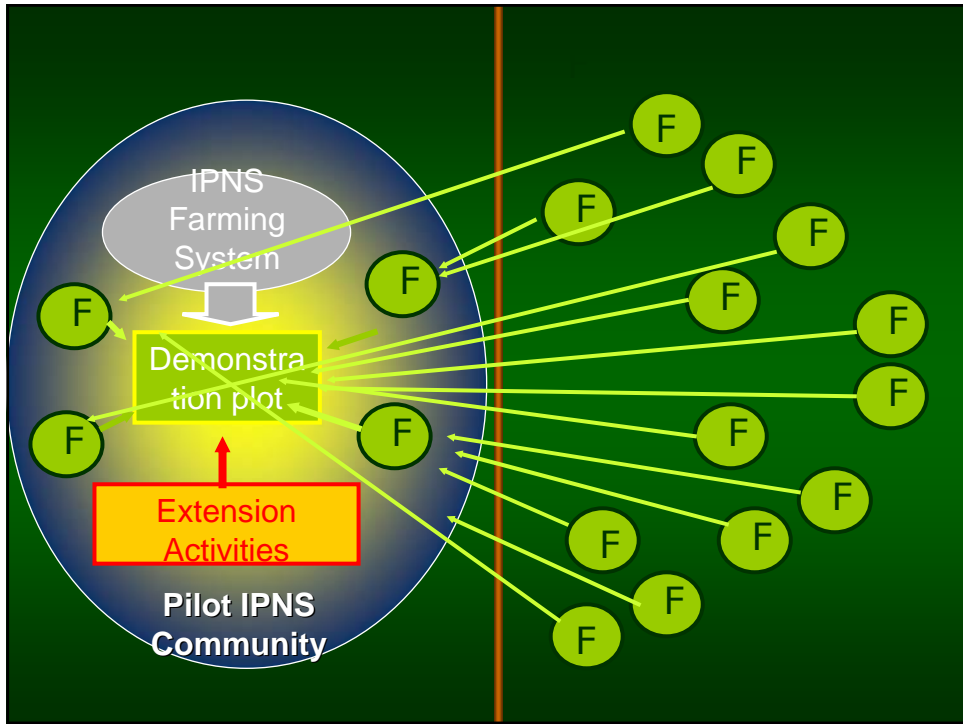 F
F
IPNS
Farming
System
F
F
F
F
F
F
Demonstra
tion plot
F
F
F
F
F
Extension
Activities
F
F
Pilot IPNS
Community
F
F